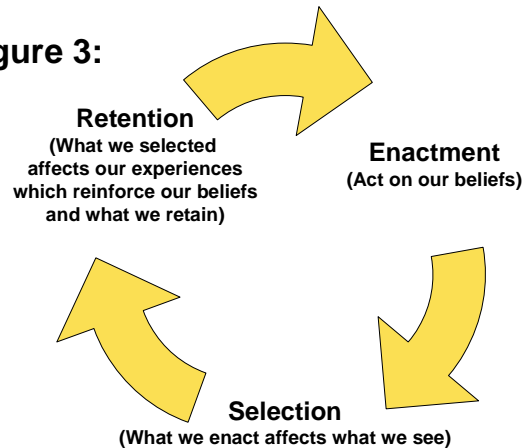 gure 3:
Retention
(What we selected
affects our experiences
which reinforce our beliefs
and what we retain)
Enactment
(Act on our beliefs)
Selection
(What we enact affects what we see)